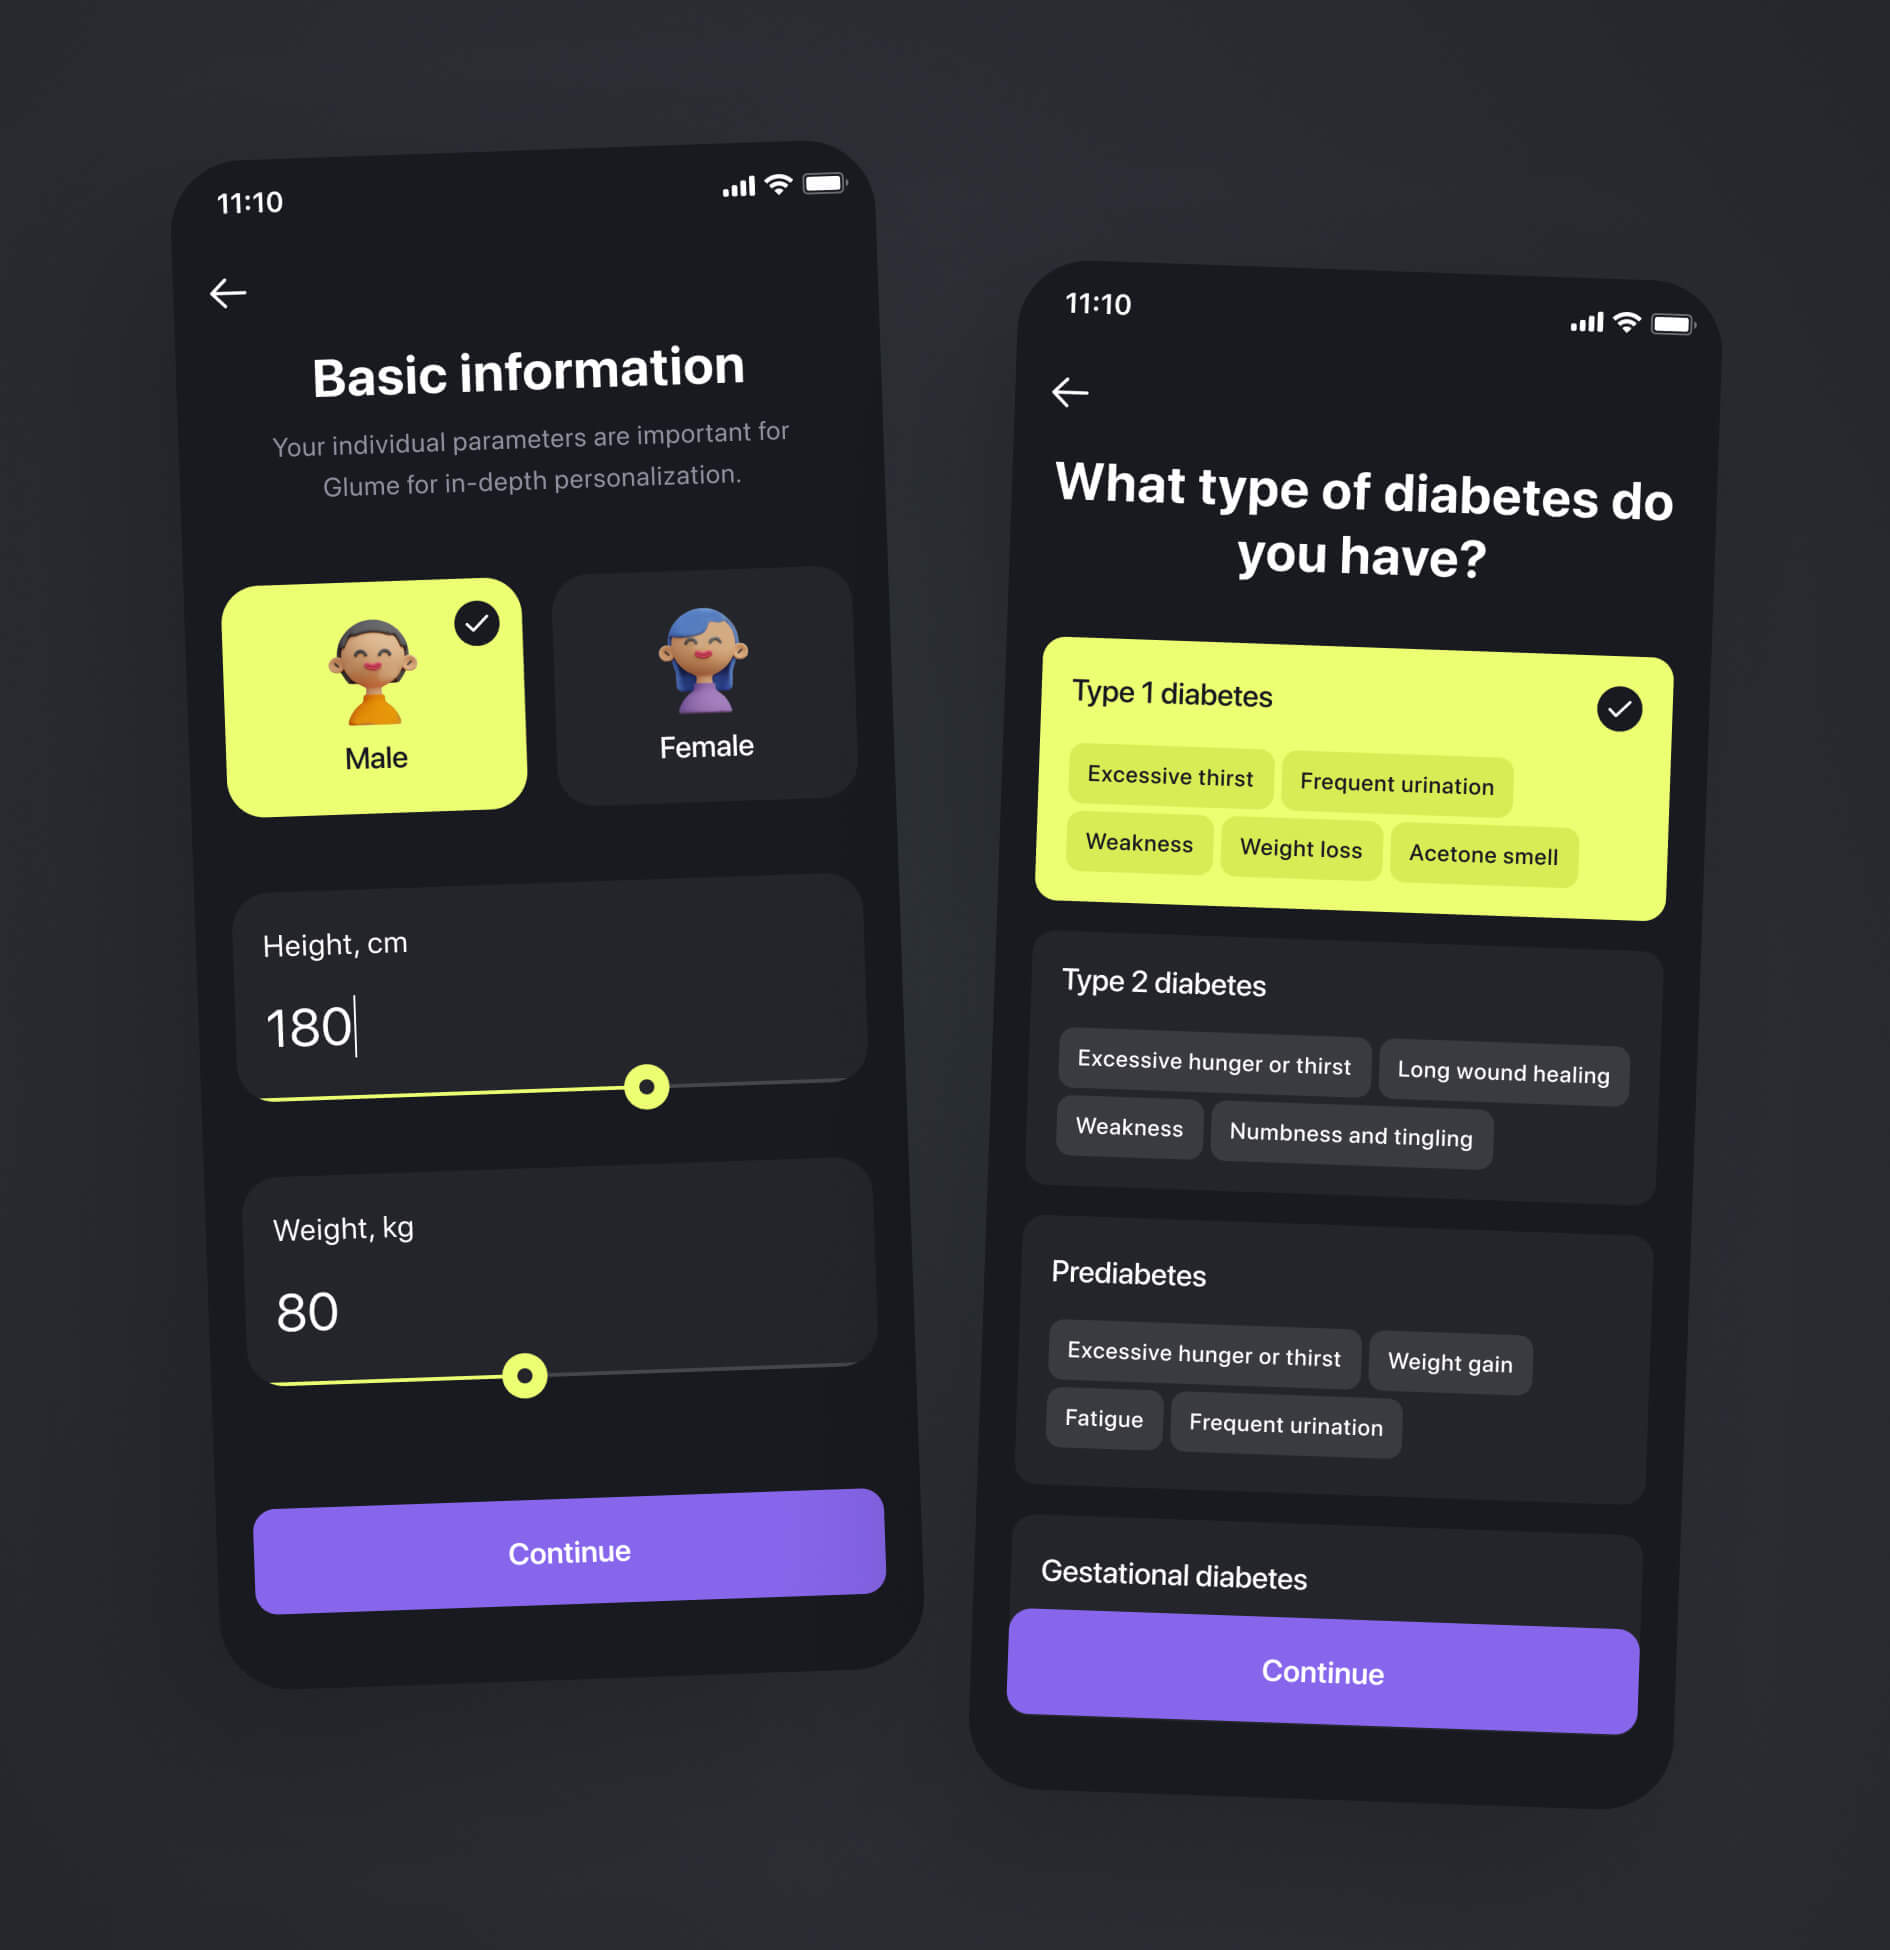 11:10
Basic information
Your individual parameters are important for
Glume for in-depth personalization.
Male
Female
Height, cm
180
Weight, kg
80
Continue
11:10
What type of diabetes do
you have?
Type 1 diabetes
Excessive thirst
Frequent urination
Weakness
Weight loss
Acetone smell
Type 2 diabetes
Excessive hunger or thirst
Long wound healing
Weakness
Numbness and tingling
Prediabetes
Excessive hunger or thirst
Weight gain
Fatigue
Frequent urination
Gestational diabetes
Continue